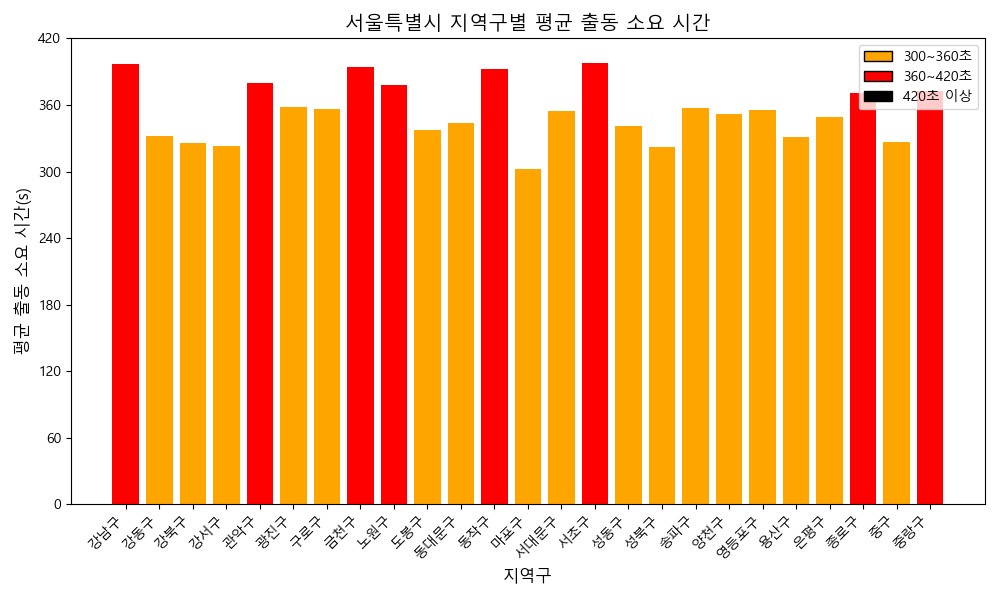 서울특별시 지역구별 평균 출동 소요 시간
300~360초
360~420초
420초 이상
평균 출동 소요 시간(s)
420
360
300
240
180
120
60
0
강남구
강동구
강북구
강서구
관악구
광진구
구로구
금천구
노원구
도봉구
동대문구
동작구
마포구
서대문구
서초구
성동구
성북구
송파구
양천구
영등포구
용산구
은평구
종로구
중구
중랑구
지역구